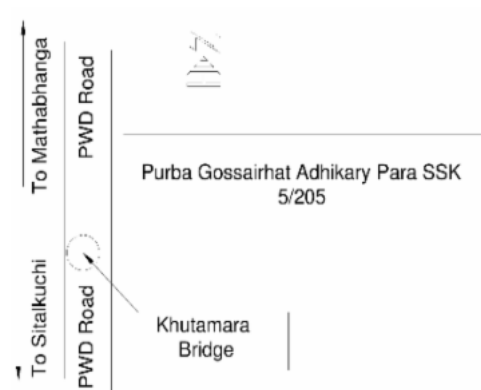 To Mathabhanga
PWD Road
Purba Gossairhat Adhikary Para SSK
5/205
To Sitalkuchi
PWD Road
Khutamara
Bridge